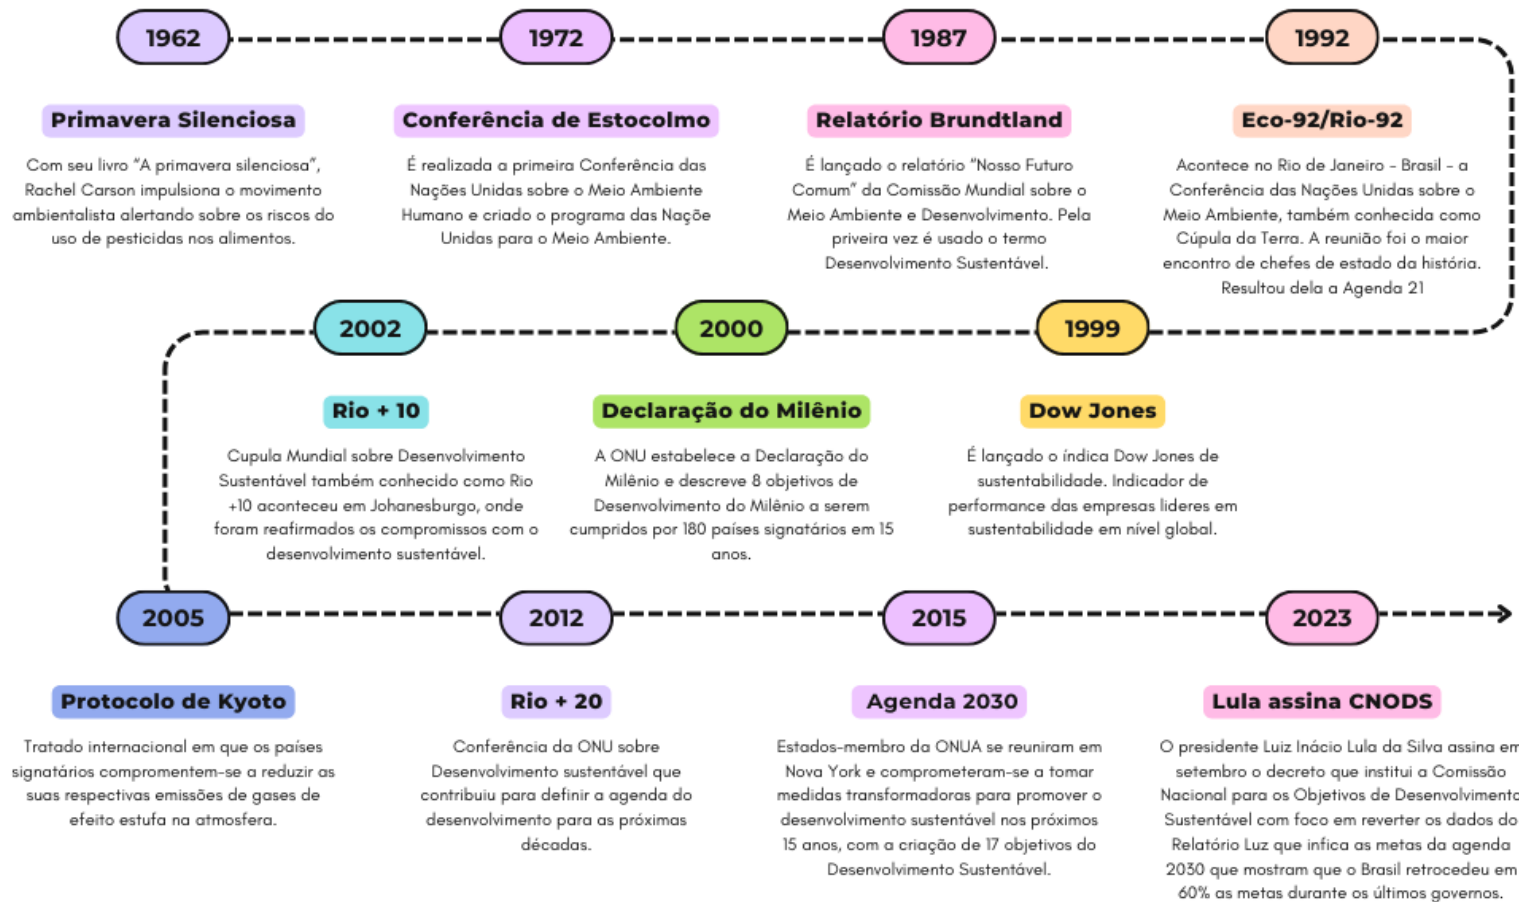 1962
1972
1987
1992
Primavera Silenciosa
Com seu livro “A primavera silenciosa”,
Rachel Carson impulsiona o movimento
ambientalista alertando sobre os riscos do
uso de pesticidas nos alimentos.
Conferência de Estocolmo
É realizada a primeira Conferência das
Nações Unidas sobre o Meio Ambiente
Humano e criado o programa das Naçõe
Unidas para o Meio Ambiente.
Relatório Brundtland
É lançado o relatório “Nosso Futuro
Comum” da Comissão Mundial sobre o
Meio Ambiente e Desenvolvimento. Pela
priveira vez é usado o termo
Desenvolvimento Sustentável.
Eco-92/Rio-92
Acontece no Rio de Janeiro - Brasil - a
Conferência das Nações Unidas sobre o
Meio Ambiente, também conhecida como
Cúpula da Terra. A reunião foi o maior
encontro de chefes de estado da história.
Resultou dela a Agenda 21
2002
2000
1999
Rio + 10
Cupula Mundial sobre Desenvolvimento
Sustentável também conhecido como Rio
+10 aconteceu em Johanesburgo, onde
foram reafirmados os compromissos com o
desenvolvimento sustentável.
Declaração do Milênio
A ONU estabelece a Declaração do
Milênio e descreve 8 objetivos de
Desenvolvimento do Milênio a serem
cumpridos por 180 países signatários em 15
anos.
Dow Jones
É lançado o índica Dow Jones de
sustentabilidade. Indicador de
performance das empresas lideres em
sustentabilidade em nível global.
2005
2012
2015
2023
Protocolo de Kyoto
Tratado internacional em que os países
signatários compromentem-se a reduzir as
suas respectivas emissões de gases de
efeito estufa na atmosfera.
Rio + 20
Conferência da ONU sobre
Desenvolvimento sustentável que
contribuiu para definir a agenda do
desenvolvimento para as próximas
décadas.
Agenda 2030
Estados-membro da ONUA se reuniram em
Nova York e comprometeram-se a tomar
medidas transformadoras para promover o
desenvolvimento sustentável nos próximos
15 anos, com a criação de 17 objetivos do
Desenvolvimento Sustentável.
Lula assina CNODS
O presidente Luiz Inácio Lula da Silva assina em
setembro o decreto que institui a Comissão
Nacional para os Objetivos de Desenvolvimento
Sustentável com foco em reverter os dados do
Relatório Luz que infica as metas da agenda
2030 que mostram que o Brasil retrocedeu em
60% as metas durante os últimos governos.